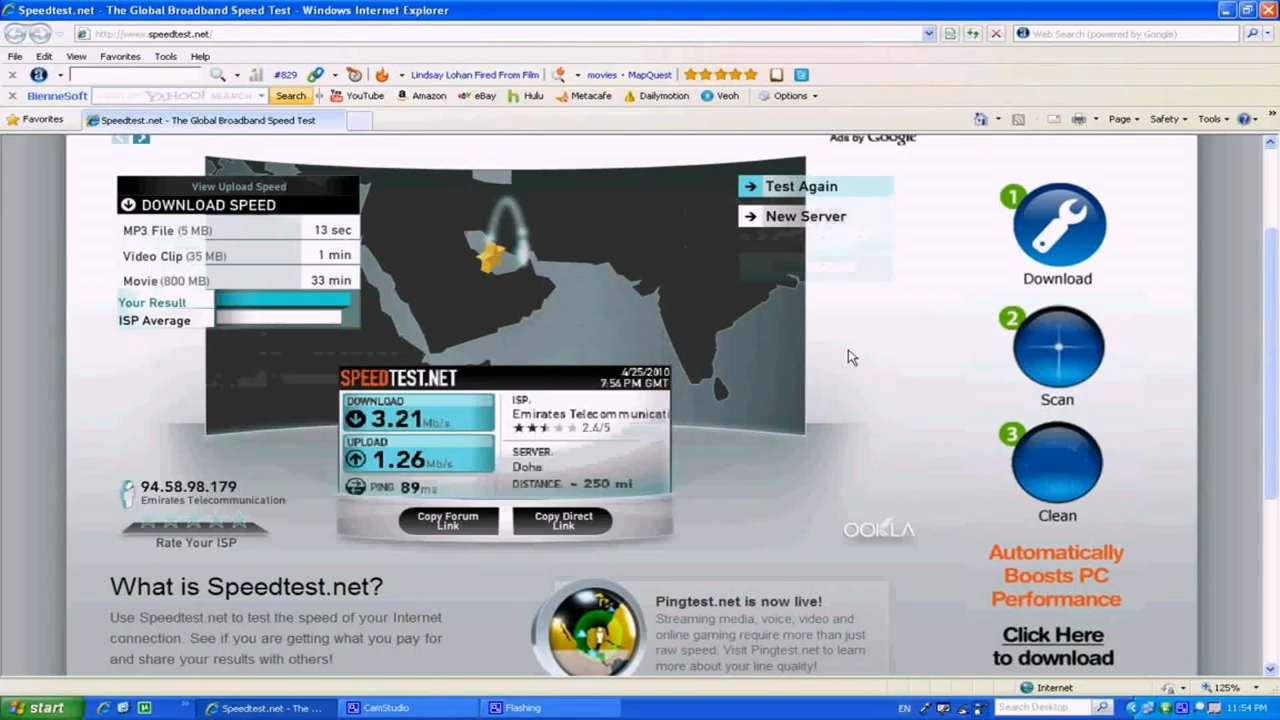 Speedtest.net - The Global Broadband Speed Test - Windows Internet Explorer
http://www.speedtest.net/
Web Search (powered by Google)
File Edit View Favorites Tools Help
#829 Lindsay Lohan Fired From Film movies - MapQuest
BienneSoft YAHOO! SEARCH Search YouTube Amazon eBay Hulu Metacafe Dailymotion Veoh Options
Favorites Speedtest.net - The Global Broadband Speed Test Page Safety Tools
Ads by Google
View Upload Speed
DOWNLOAD SPEED
MP3 File (5 MB) 13 sec
Video Clip (35 MB) 1 min
Movie (800 MB) 33 min
Your Result
ISP Average
Test Again
New Server
SPEEDTEST.NET
4/25/2010
7:54 PM GMT
DOWNLOAD
3.21 Mb/s
UPLOAD
1.26 Mb/s
PING 89ms
ISP:
Emirates Telecommunicati
2.4/5
SERVER:
Doha
DISTANCE: ~ 250 mi
Copy Forum
Link
Copy Direct
Link
94.58.98.179
Emirates Telecommunication
Rate Your ISP
OOKLA
What is Speedtest.net?
Use Speedtest.net to test the speed of your Internet
connection. See if you are getting what you pay for
and share your results with others!
Pingtest.net is now live!
Streaming media, voice, video and
online gaming require more than just
raw speed. Visit Pingtest.net to learn
more about your line quality!
1
Download
2
Scan
3
Clean
Automatically
Boosts PC
Performance
Click Here
to download
Internet 125%
start Speedtest.net - The ... CamStudio Flashing EN Search Desktop 11:54 PM